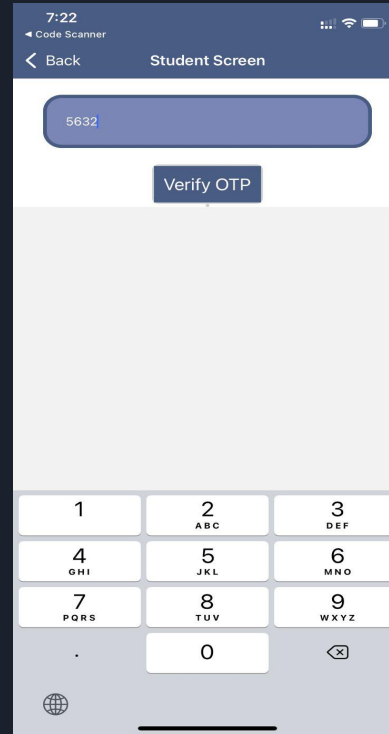 7:22
◀ Code Scanner
Back Student Screen
5632
Verify OTP
1 2 3
ABC DEF
4 5 6
GHI JKL MNO
7 8 9
PQRS TUV WXYZ
. 0